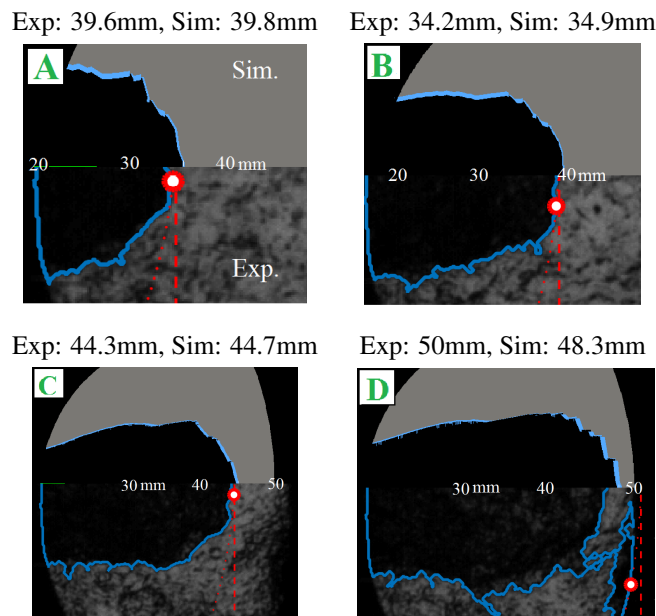 Exp: 39.6mm, Sim: 39.8mm
Exp: 34.2mm, Sim: 34.9mm
A
Sim.
20 30 40 mm
Exp.
B
20 30 40 mm
Exp: 44.3mm, Sim: 44.7mm
Exp: 50mm, Sim: 48.3mm
C
30 mm 40 50
D
30 mm 40 50